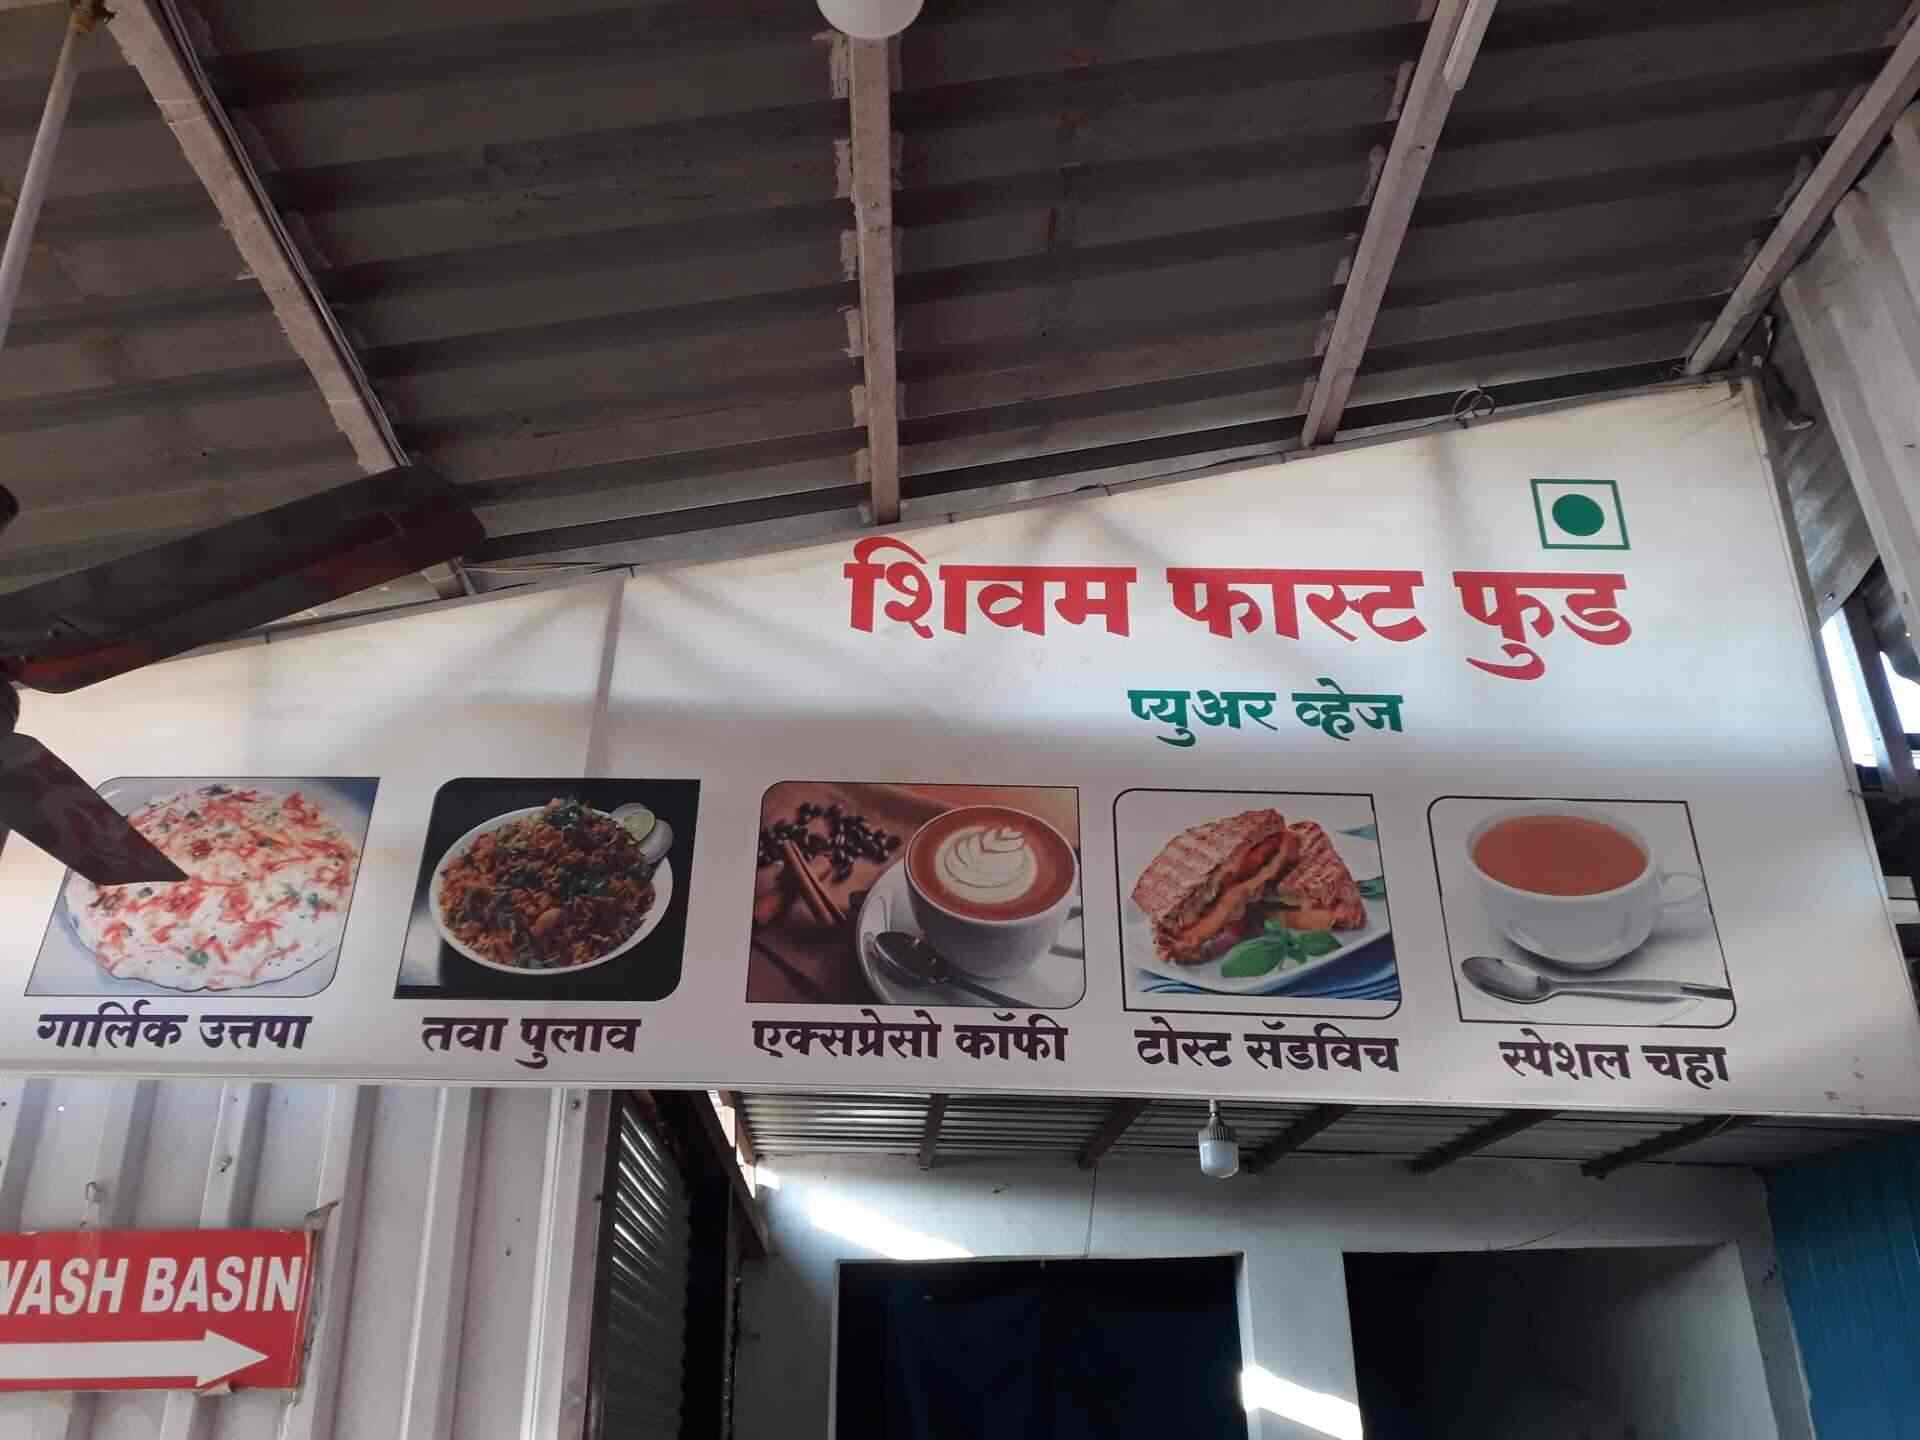 शिवम फास्ट फुड
प्युअर व्हेज
गार्लिक उत्तपा
तवा पुलाव
एक्सप्रेसो कॉफी
टोस्ट सॅडविच
स्पेशल चहा
WASH BASIN